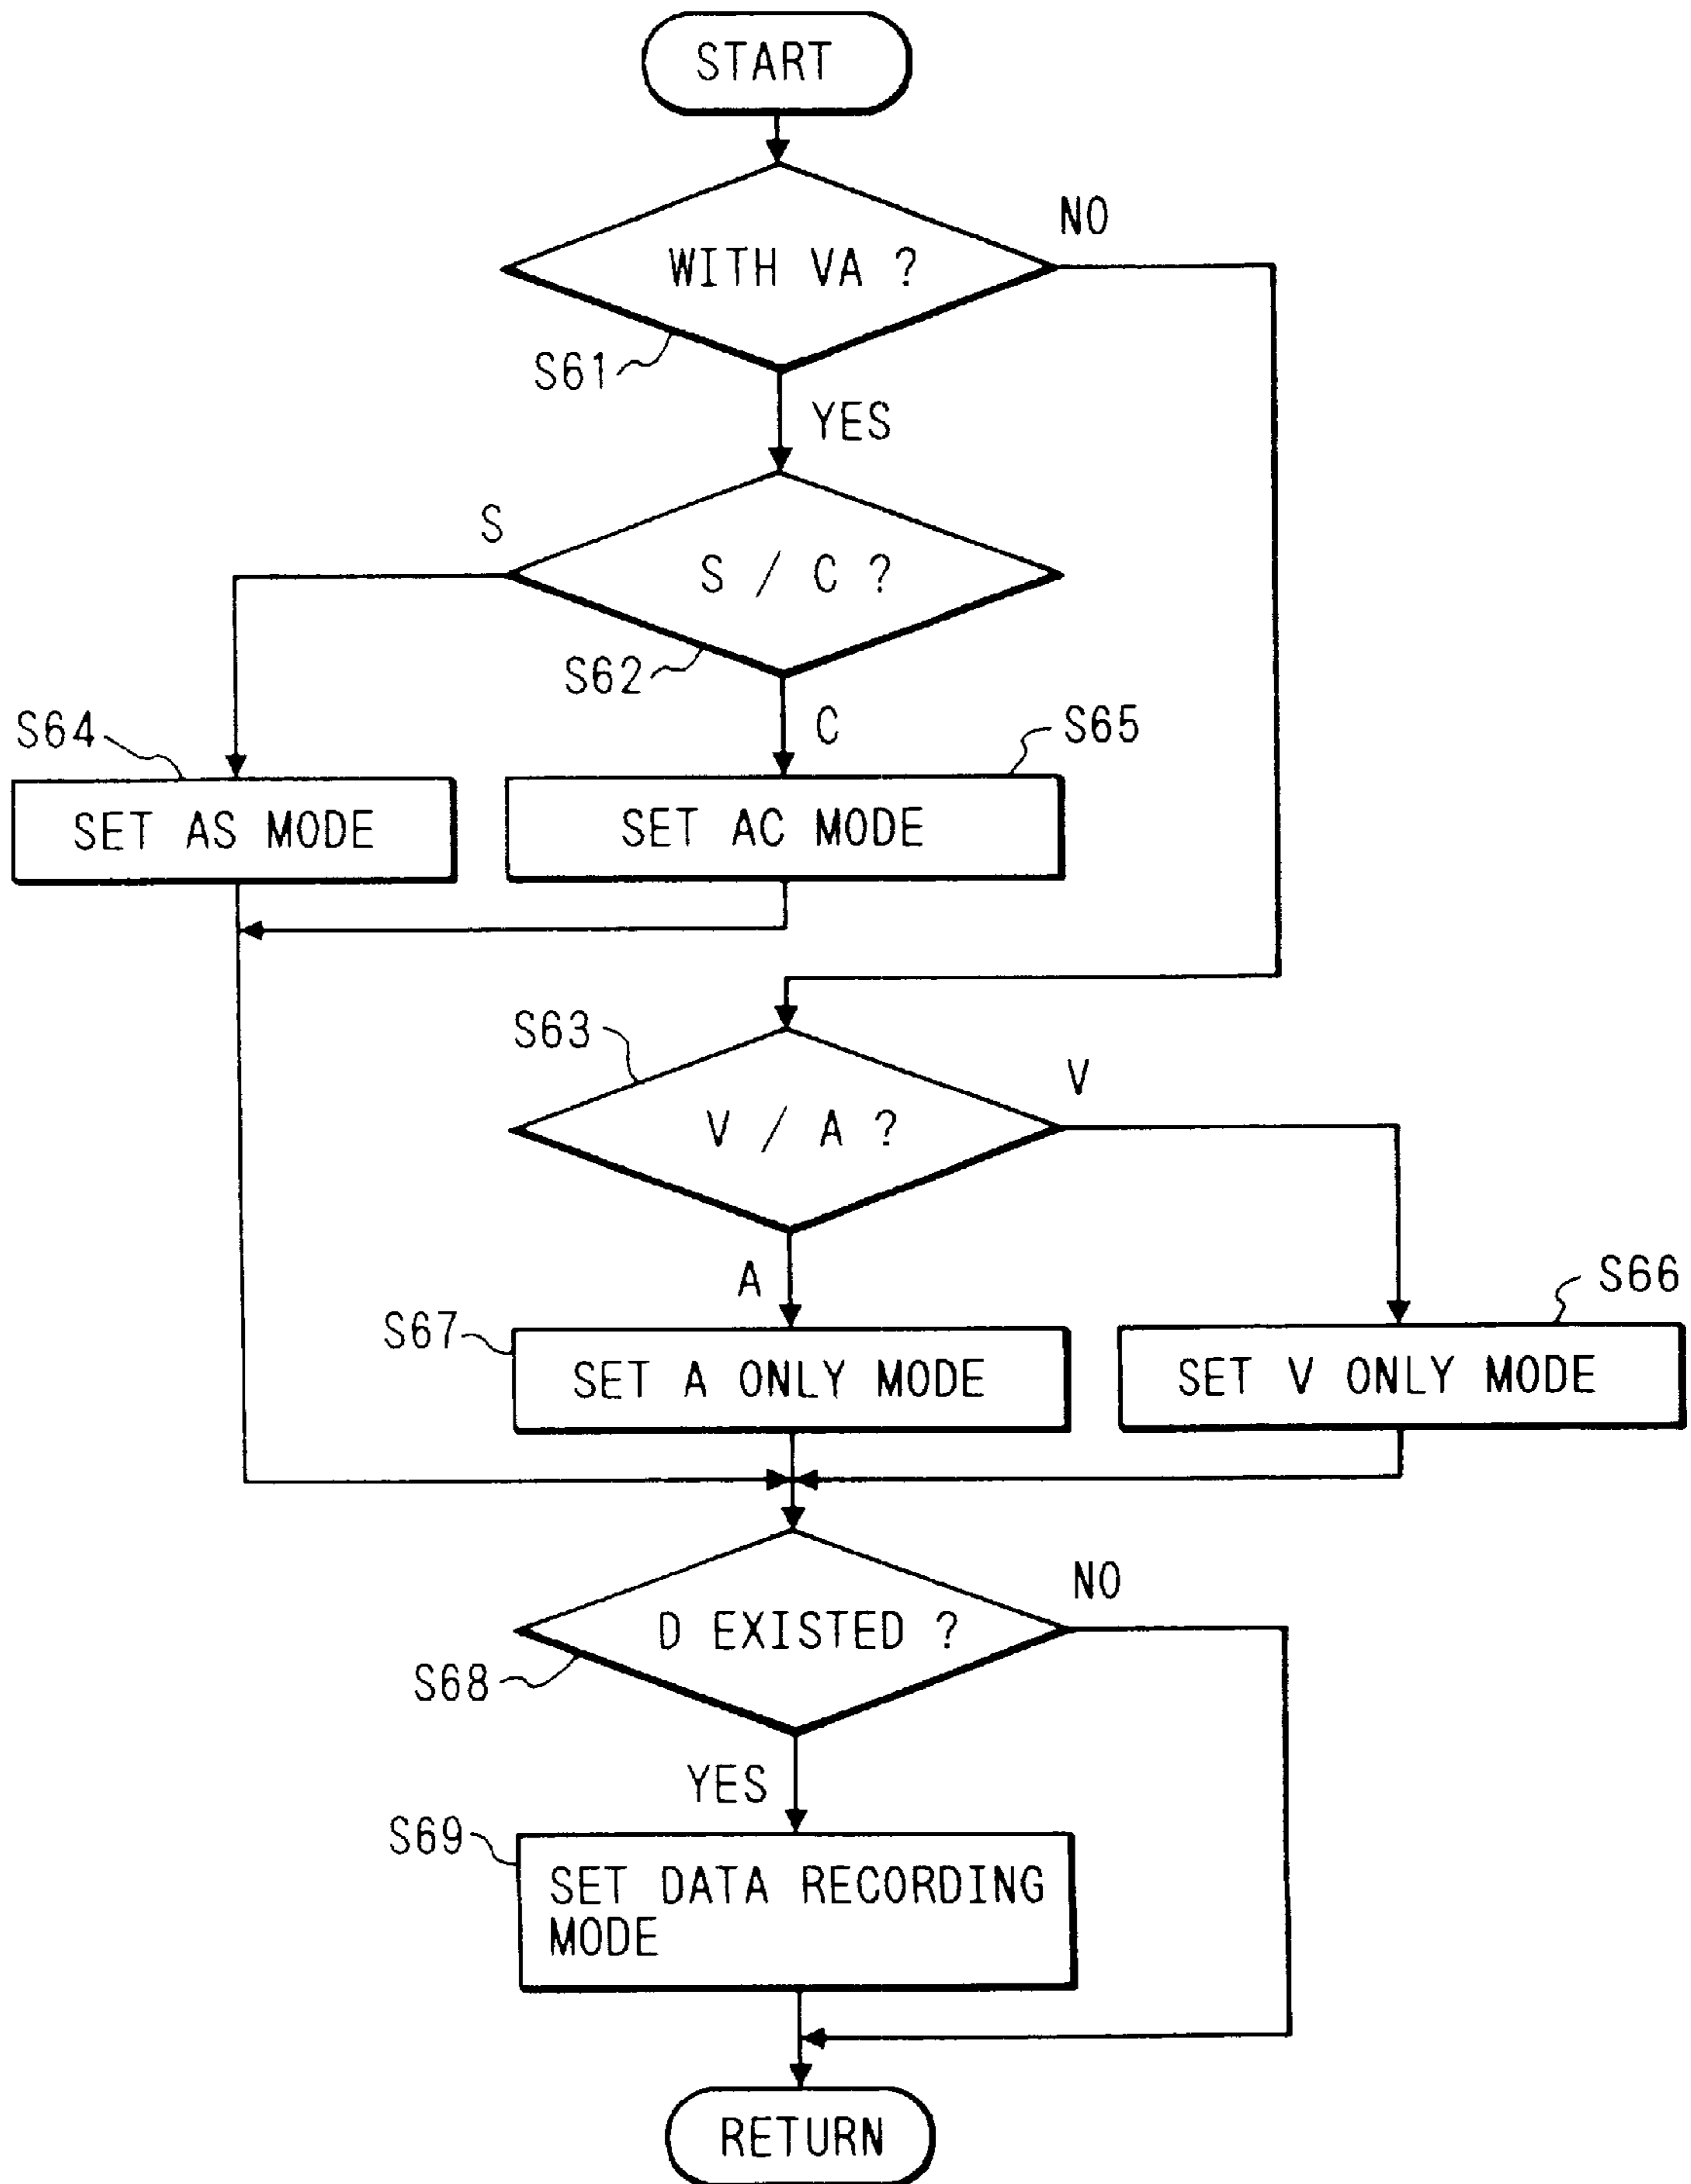 START
NO
WITH VA ?
S61
YES
S
S / C ?
S62
C
S64
S65
SET AS MODE
SET AC MODE
S63
V
V / A ?
A
S66
S67
SET A ONLY MODE
SET V ONLY MODE
NO
D EXISTED ?
S68
YES
S69
SET DATA RECORDING
MODE
RETURN